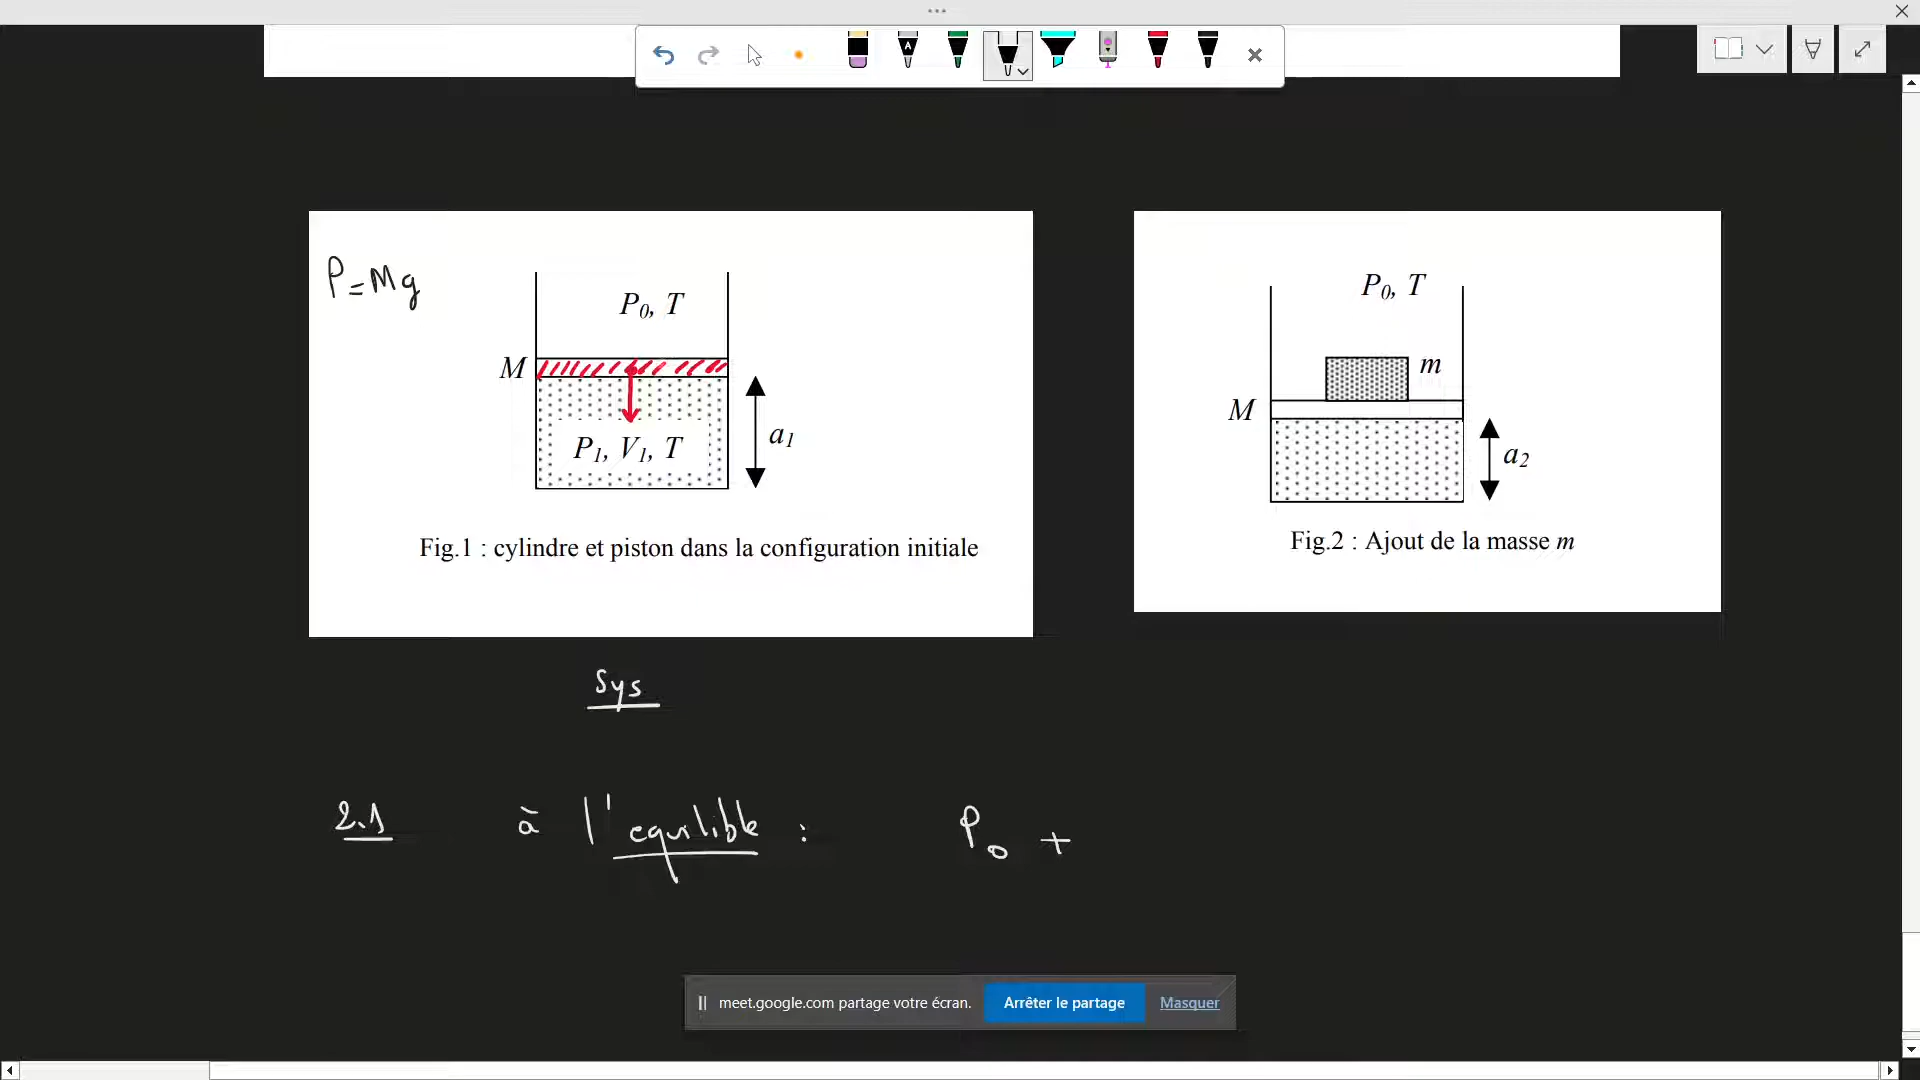 P=Mg
P0, T
M
P1, V1, T
a1
Fig.1 : cylindre et piston dans la configuration initiale
P0, T
m
M
a2
Fig.2 : Ajout de la masse m
Sys
2.1 à l'equilible : P0 +
meet.google.com partage votre écran. Arrêter le partage Masquer